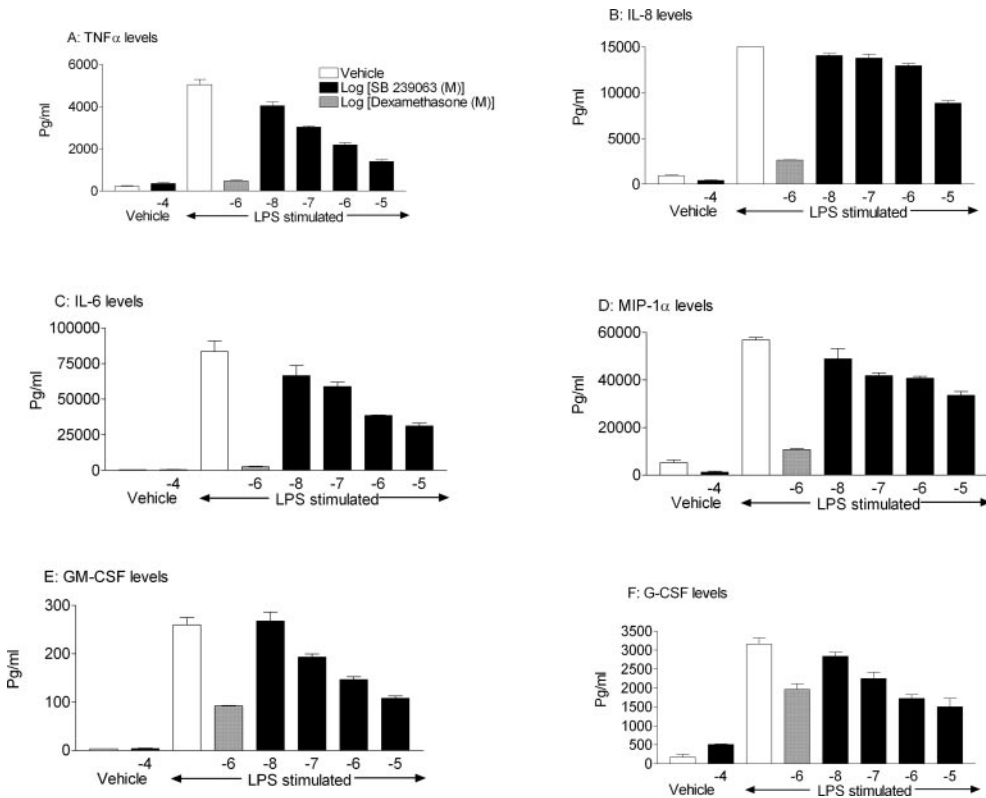 A: TNFα levels
Pg/ml
6000
4000
2000
0
Vehicle
Log [SB 239063 (M)]
Log [Dexamethasone (M)]
-4 -6 -8 -7 -6 -5
Vehicle LPS stimulated
B: IL-8 levels
Pg/ml
15000
10000
5000
0
-4 -6 -8 -7 -6 -5
Vehicle LPS stimulated
C: IL-6 levels
Pg/ml
100000
75000
50000
25000
0
-4 -6 -8 -7 -6 -5
Vehicle LPS stimulated
D: MIP-1α levels
Pg/ml
60000
40000
20000
0
-4 -6 -8 -7 -6 -5
Vehicle LPS stimulated
E: GM-CSF levels
Pg/ml
300
200
100
0
-4 -6 -8 -7 -6 -5
Vehicle LPS stimulated
F: G-CSF levels
Pg/ml
3500
3000
2500
2000
1500
1000
500
0
-4 -6 -8 -7 -6 -5
Vehicle LPS stimulated